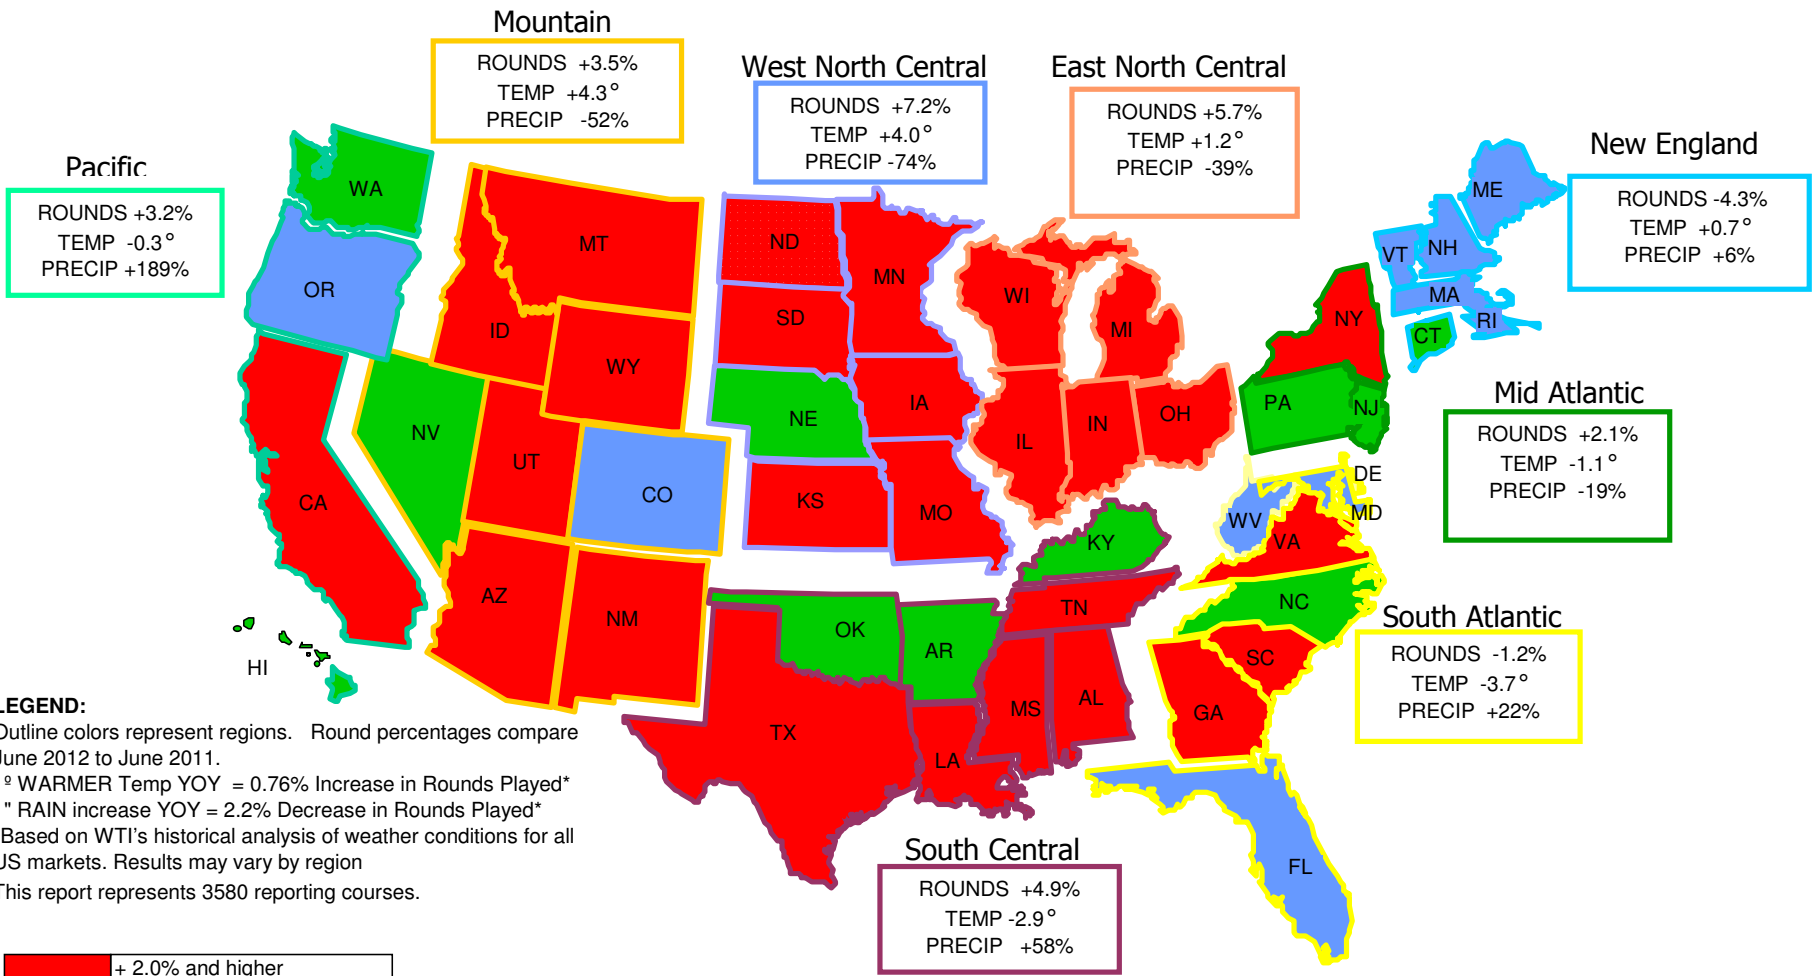 Mountain
ROUNDS +3.5%
TEMP +4.3°
PRECIP -52%
West North Central
ROUNDS +7.2%
TEMP +4.0°
PRECIP -74%
East North Central
ROUNDS +5.7%
TEMP +1.2°
PRECIP -39%
New England
ROUNDS -4.3%
TEMP +0.7°
PRECIP +6%
Pacific
ROUNDS +3.2%
TEMP -0.3°
PRECIP +189%
Mid Atlantic
ROUNDS +2.1%
TEMP -1.1°
PRECIP -19%
South Atlantic
ROUNDS -1.2%
TEMP -3.7°
PRECIP +22%
South Central
ROUNDS +4.9%
TEMP -2.9°
PRECIP +58%
WA
OR
CA
HI
MT
ID
WY
NV
UT
CO
AZ
NM
ND
SD
NE
KS
MN
IA
MO
WI
MI
IL
IN
OH
NY
PA
NJ
ME
VT
NH
MA
RI
CT
DE
MD
WV
VA
NC
SC
GA
FL
KY
TN
OK
AR
TX
LA
MS
AL
LEGEND:
Outline colors represent regions. Round percentages compare
June 2012 to June 2011.
º WARMER Temp YOY = 0.76% Increase in Rounds Played*
" RAIN increase YOY = 2.2% Decrease in Rounds Played*
Based on WTI's historical analysis of weather conditions for all
US markets. Results may vary by region
This report represents 3580 reporting courses.
+ 2.0% and higher